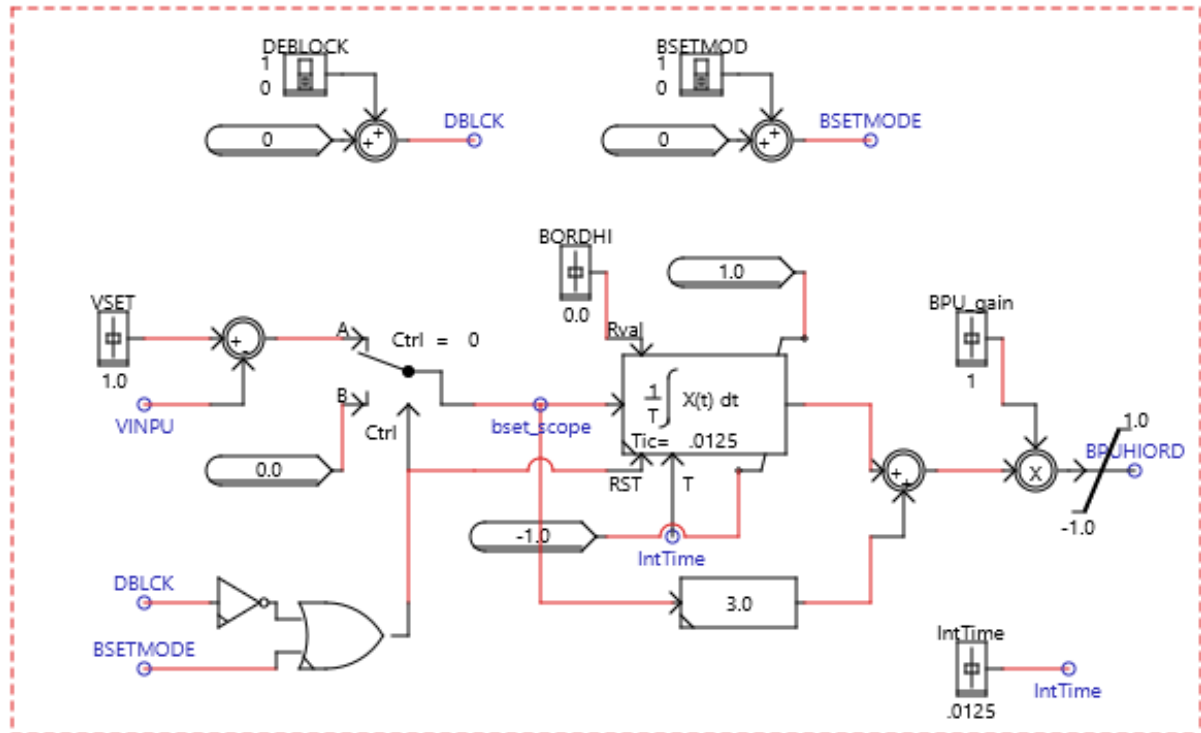 DEBLOCK
1
0
0
+
+
DBLCK
BSETMOD
1
0
0
+
+
BSETMODE
BORDHI
0.0
1.0
VSET
1.0
+
-
VINPU
A
B
Ctrl = 0
Ctrl
0.0
bset_scope
Rval
1
T
∫ X(t) dt
Tic= .0125
RST
T
-1.0
IntTime
BPU_gain
1
+
+
X
1.0
BPUHIORD
-1.0
DBLCK
BSETMODE
3.0
IntTime
.0125
IntTime